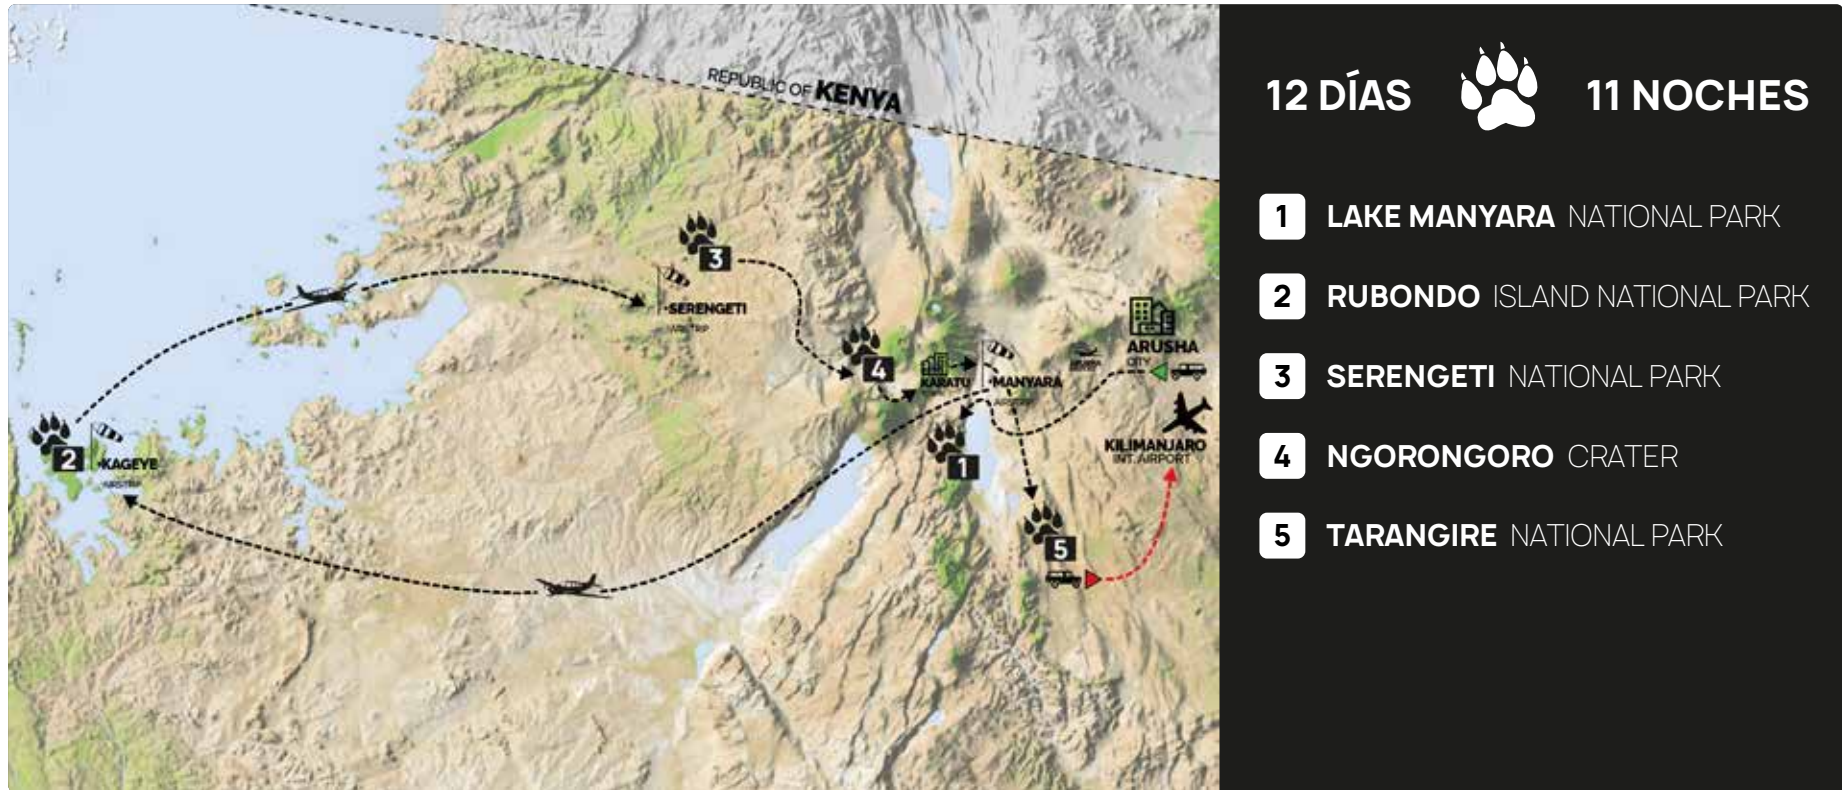 REPUBLIC OF KENYA
3
SERENGETI
AIRSTRIP
4
KARATU
MANYARA
ARUSHA
CITY
KILIMANJARO
INT. AIRPORT
2
KAGEYE
AIRSTRIP
1
5
12 DÍAS
11 NOCHES
1 LAKE MANYARA NATIONAL PARK
2 RUBONDO ISLAND NATIONAL PARK
3 SERENGETI NATIONAL PARK
4 NGORONGORO CRATER
5 TARANGIRE NATIONAL PARK